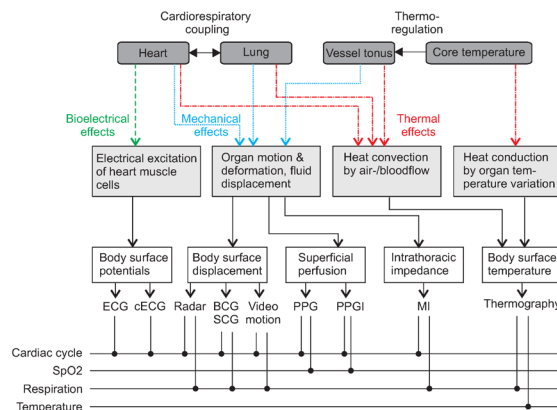 Cardiorespiratory
coupling
Thermo-
regulation
Heart
Lung
Vessel tonus
Core temperature
Bioelectrical
effects
Mechanical
effects
Thermal
effects
Electrical excitation
of heart muscle
cells
Organ motion &
deformation, fluid
displacement
Heat convection
by air-/bloodflow
Heat conduction
by organ tem-
perature variation
Body surface
potentials
Body surface
displacement
Superficial
perfusion
Intrathoracic
impedance
Body surface
temperature
ECG
cECG
Radar
BCG
SCG
Video
motion
PPG
PPGI
MI
Thermography
Cardiac cycle
SpO2
Respiration
Temperature